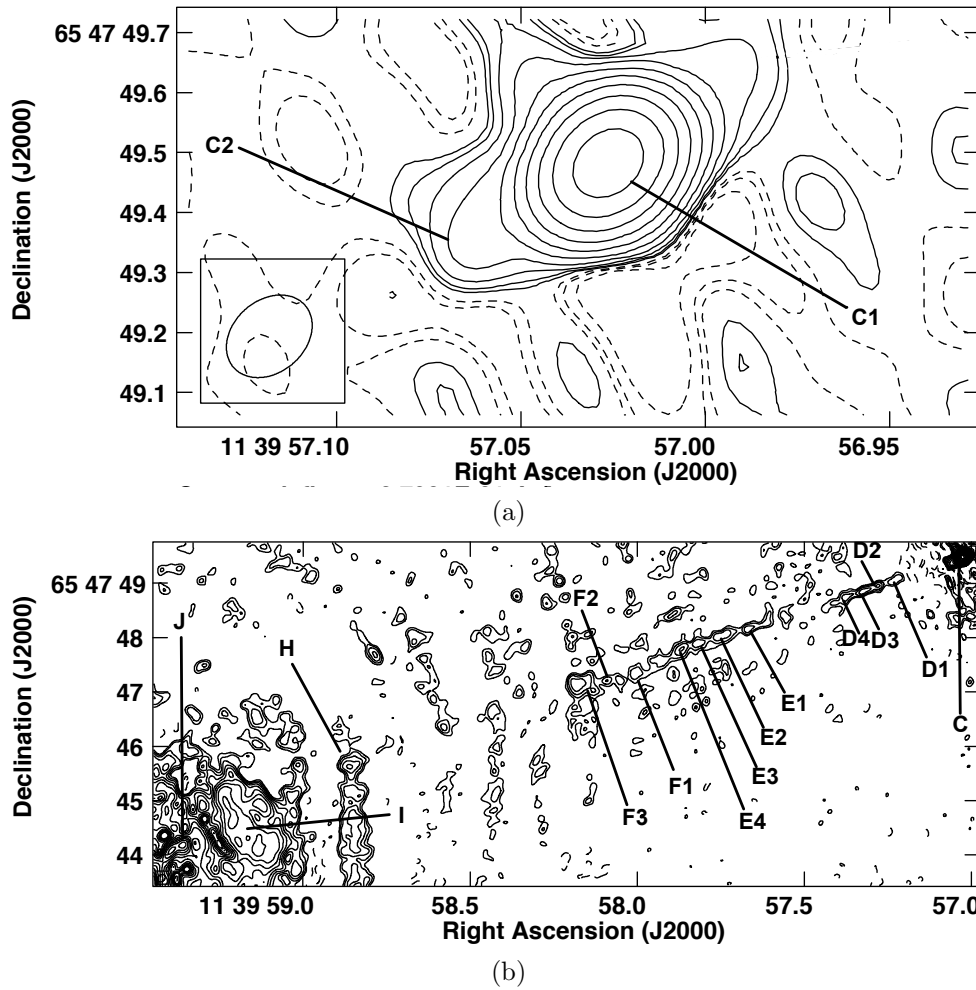 65 47 49.7
49.6
49.5
49.4
49.3
49.2
49.1
Declination (J2000)
C2
C1
11 39 57.10
57.05
57.00
56.95
Right Ascension (J2000)
(a)
65 47 49
48
47
46
45
44
Declination (J2000)
J
H
I
F2
F3
F1
E4
E3
E2
E1
D2
D4
D3
D1
C
11 39 59.0
58.5
58.0
57.5
57.0
Right Ascension (J2000)
(b)